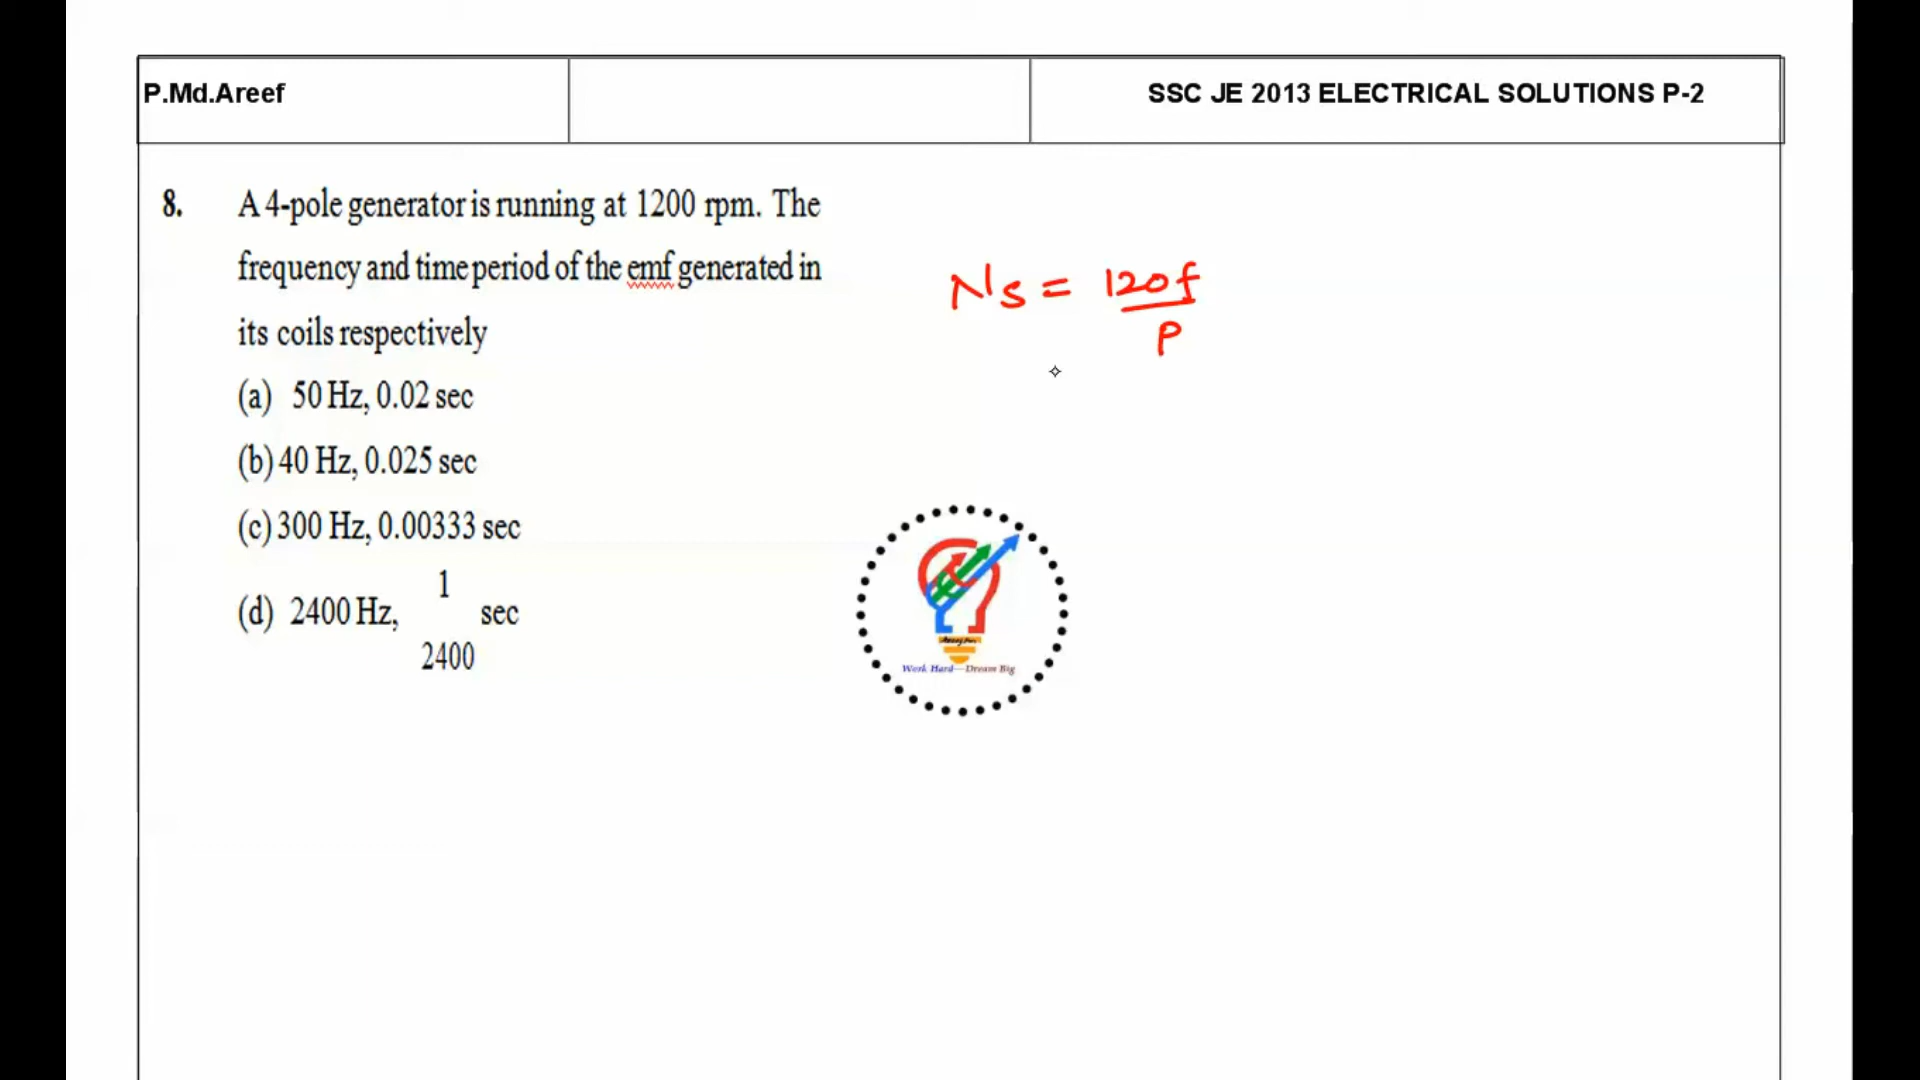 P.Md.Areef
SSC JE 2013 ELECTRICAL SOLUTIONS P-2
8. A 4-pole generator is running at 1200 rpm. The
frequency and time period of the emf generated in
its coils respectively
(a) 50 Hz, 0.02 sec
(b) 40 Hz, 0.025 sec
(c) 300 Hz, 0.00333 sec
(d) 2400 Hz, 1/2400 sec
Ns = 120f/P
Work Hard—Dream Big